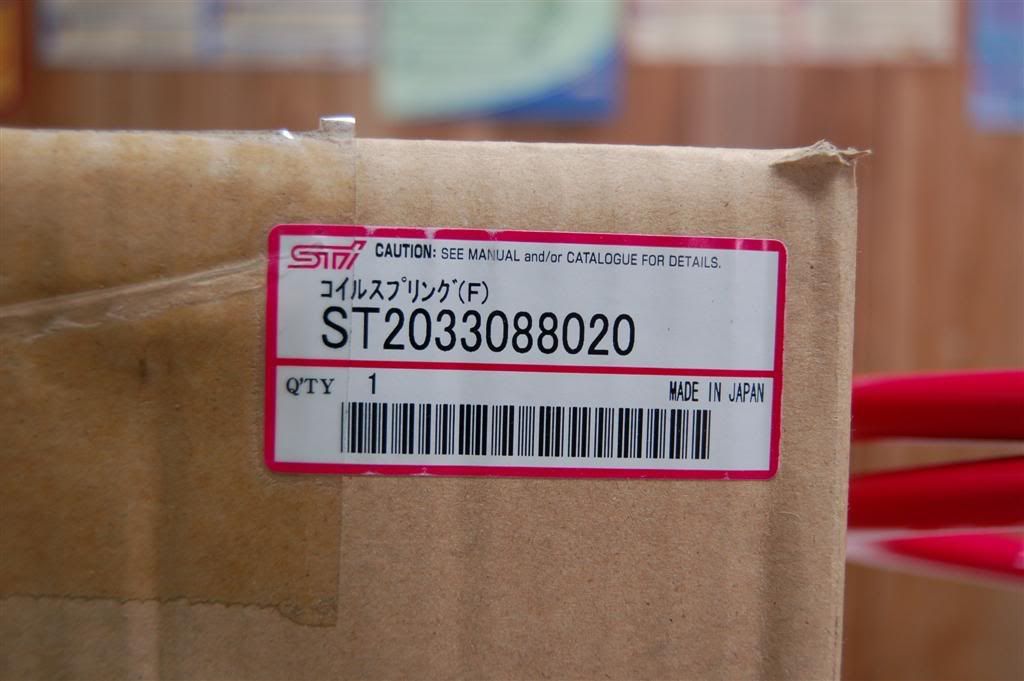 STi CAUTION: SEE MANUAL and/or CATALOGUE FOR DETAILS.
コイルスプリング(F)
ST2033088020
Q'TY 1 MADE IN JAPAN